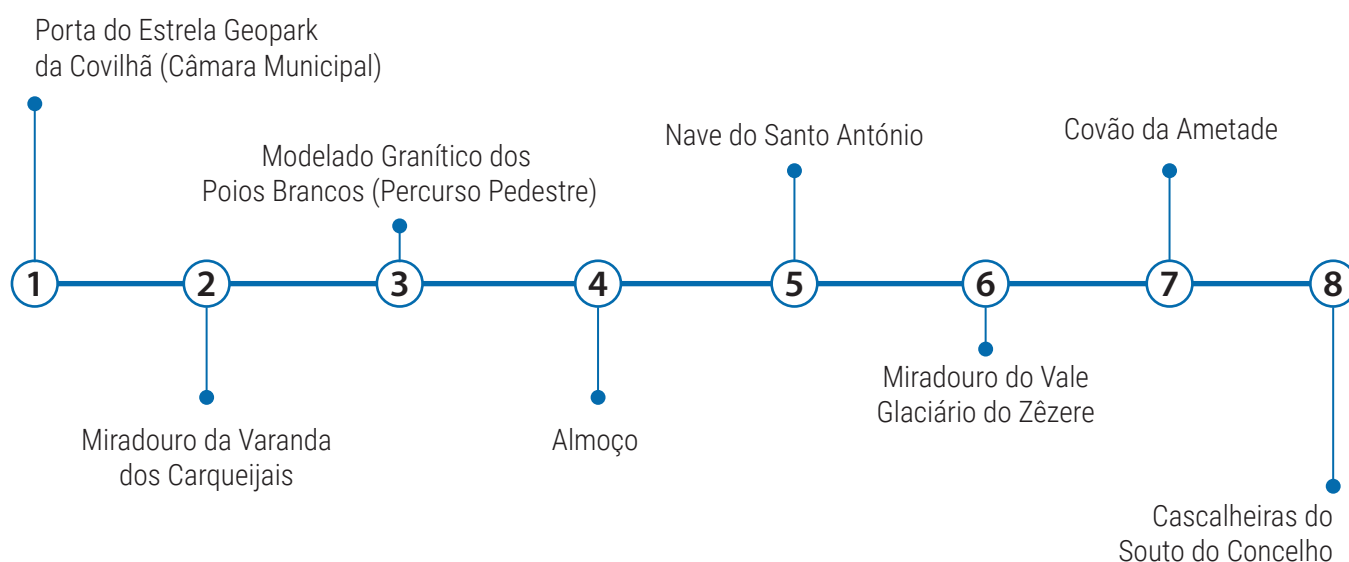 Porta do Estrela Geopark
da Covilhã (Câmara Municipal)
Modelado Granítico dos
Poios Brancos (Percurso Pedestre)
Nave do Santo António
Covão da Ametade
1
2
3
4
5
6
7
8
Miradouro da Varanda
dos Carqueijais
Almoço
Miradouro do Vale
Glaciário do Zêzere
Cascalheiras do
Souto do Concelho